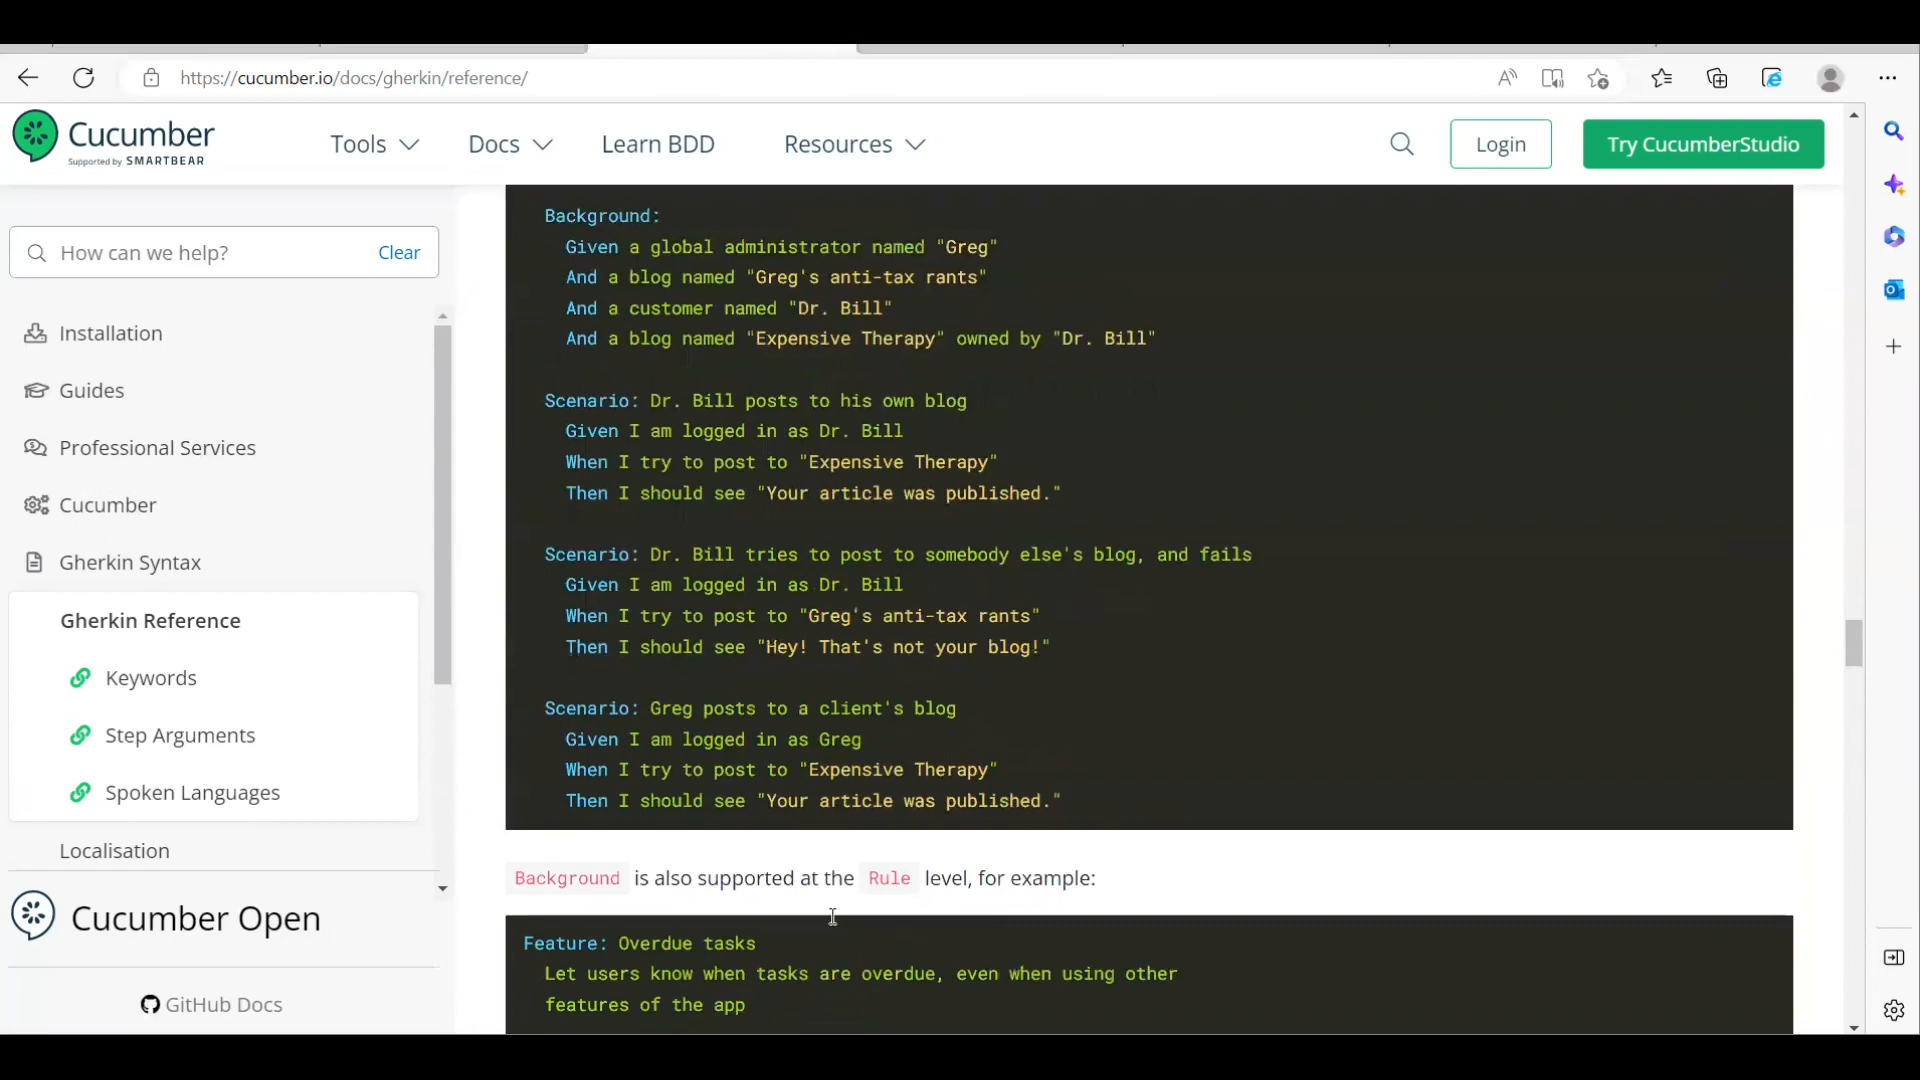 https://cucumber.io/docs/gherkin/reference/
Cucumber
Supported by SMARTBEAR
Tools
Docs
Learn BDD
Resources
Login
Try CucumberStudio
How can we help?
Clear
Installation
Guides
Professional Services
Cucumber
Gherkin Syntax
Gherkin Reference
Keywords
Step Arguments
Spoken Languages
Localisation
Cucumber Open
GitHub Docs
Background:
Given a global administrator named "Greg"
And a blog named "Greg's anti-tax rants"
And a customer named "Dr. Bill"
And a blog named "Expensive Therapy" owned by "Dr. Bill"
Scenario: Dr. Bill posts to his own blog
Given I am logged in as Dr. Bill
When I try to post to "Expensive Therapy"
Then I should see "Your article was published."
Scenario: Dr. Bill tries to post to somebody else's blog, and fails
Given I am logged in as Dr. Bill
When I try to post to "Greg's anti-tax rants"
Then I should see "Hey! That's not your blog!"
Scenario: Greg posts to a client's blog
Given I am logged in as Greg
When I try to post to "Expensive Therapy"
Then I should see "Your article was published."
Background is also supported at the Rule level, for example:
Feature: Overdue tasks
Let users know when tasks are overdue, even when using other
features of the app